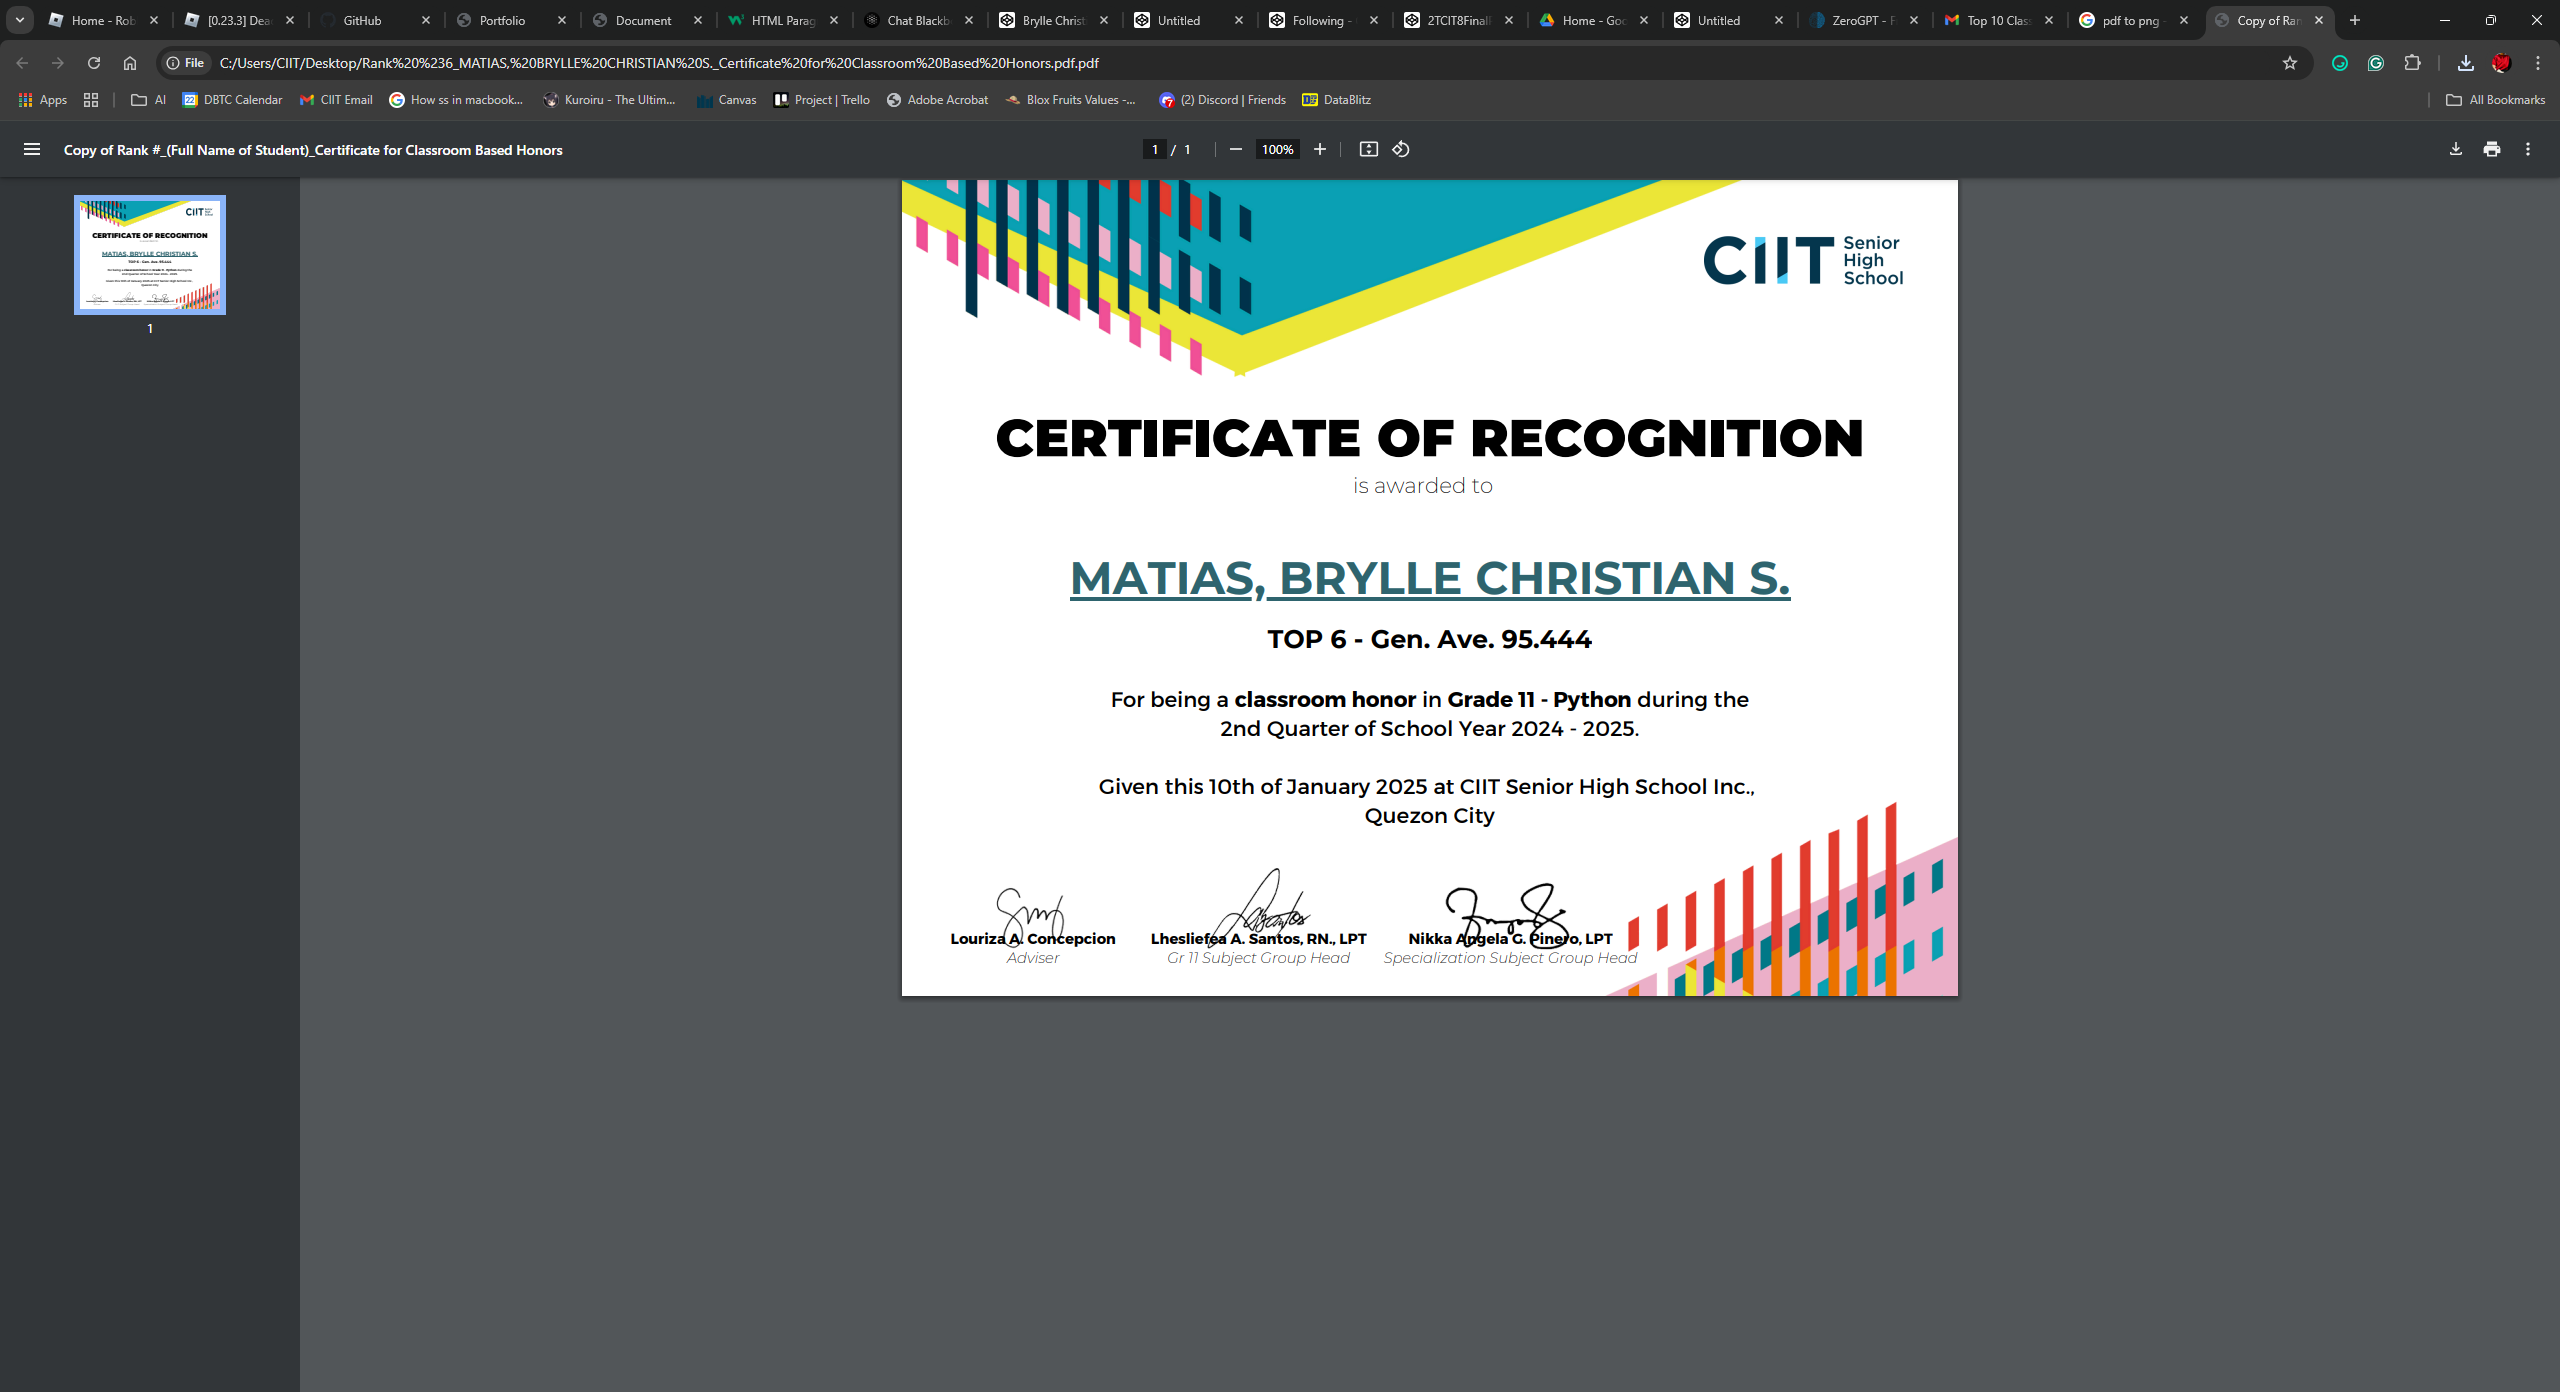 Home - Rob
[0.23.3] Dea
GitHub
Portfolio
Document
HTML Parag
Chat Blackb
Brylle Christ
Untitled
Following -
2TCIT8Final
Home - Goo
Untitled
ZeroGPT - F
Top 10 Clas
pdf to png -
Copy of Ran
File C:/Users/CIIT/Desktop/Rank%20%236_MATIAS,%20BRYLLE%20CHRISTIAN%20S._Certificate%20for%20Classroom%20Based%20Honors.pdf.pdf
Apps
AI
DBTC Calendar
CIIT Email
How ss in macbook...
Kuroiru - The Ultim...
Canvas
Project | Trello
Adobe Acrobat
Blox Fruits Values -...
(2) Discord | Friends
DataBlitz
All Bookmarks
Copy of Rank #_(Full Name of Student)_Certificate for Classroom Based Honors
1 / 1
100%
1
CIIT Senior
High
School
CERTIFICATE OF RECOGNITION
is awarded to
MATIAS, BRYLLE CHRISTIAN S.
TOP 6 - Gen. Ave. 95.444
For being a classroom honor in Grade 11 - Python during the
2nd Quarter of School Year 2024 - 2025.
Given this 10th of January 2025 at CIIT Senior High School Inc.,
Quezon City
Louriza A. Concepcion
Adviser
Lhesliefea A. Santos, RN., LPT
Gr 11 Subject Group Head
Nikka Angela G. Pinero, LPT
Specialization Subject Group Head